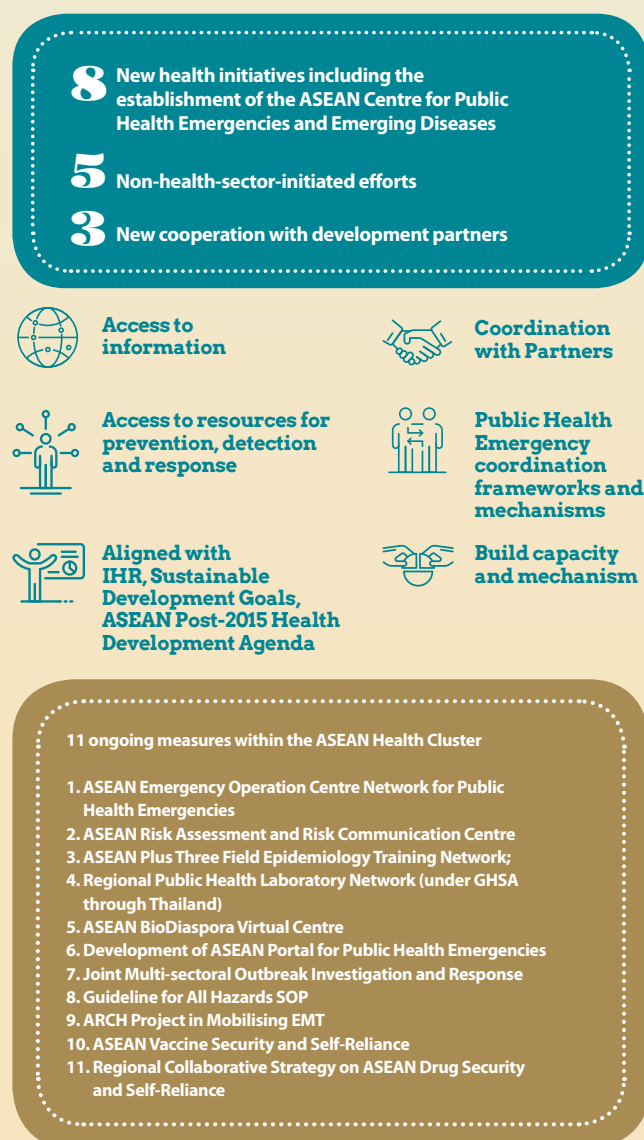 8 New health initiatives including the
establishment of the ASEAN Centre for Public
Health Emergencies and Emerging Diseases
5 Non-health-sector-initiated efforts
3 New cooperation with development partners
Access to
information
Coordination
with Partners
Access to resources for
prevention, detection
and response
Public Health
Emergency
coordination
frameworks and
mechanisms
Aligned with
IHR, Sustainable
Development Goals,
ASEAN Post-2015 Health
Development Agenda
Build capacity
and mechanism
11 ongoing measures within the ASEAN Health Cluster
1. ASEAN Emergency Operation Centre Network for Public
Health Emergencies
2. ASEAN Risk Assessment and Risk Communication Centre
3. ASEAN Plus Three Field Epidemiology Training Network;
4. Regional Public Health Laboratory Network (under GHSA
through Thailand)
5. ASEAN BioDiaspora Virtual Centre
6. Development of ASEAN Portal for Public Health Emergencies
7. Joint Multi-sectoral Outbreak Investigation and Response
8. Guideline for All Hazards SOP
9. ARCH Project in Mobilising EMT
10. ASEAN Vaccine Security and Self-Reliance
11. Regional Collaborative Strategy on ASEAN Drug Security
and Self-Reliance